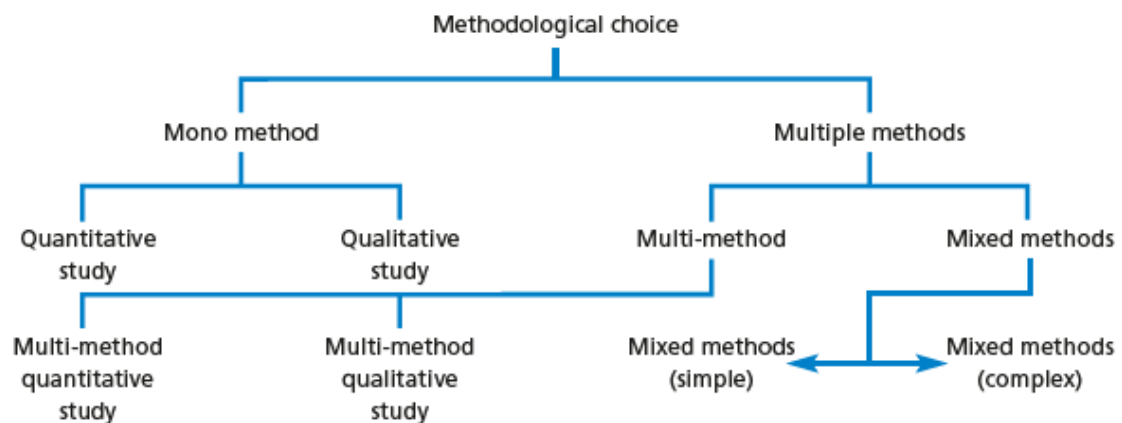 Methodological choice
Mono method
Multiple methods
Quantitative
study
Qualitative
study
Multi-method
Mixed methods
Multi-method
quantitative
study
Multi-method
qualitative
study
Mixed methods
(simple)
Mixed methods
(complex)